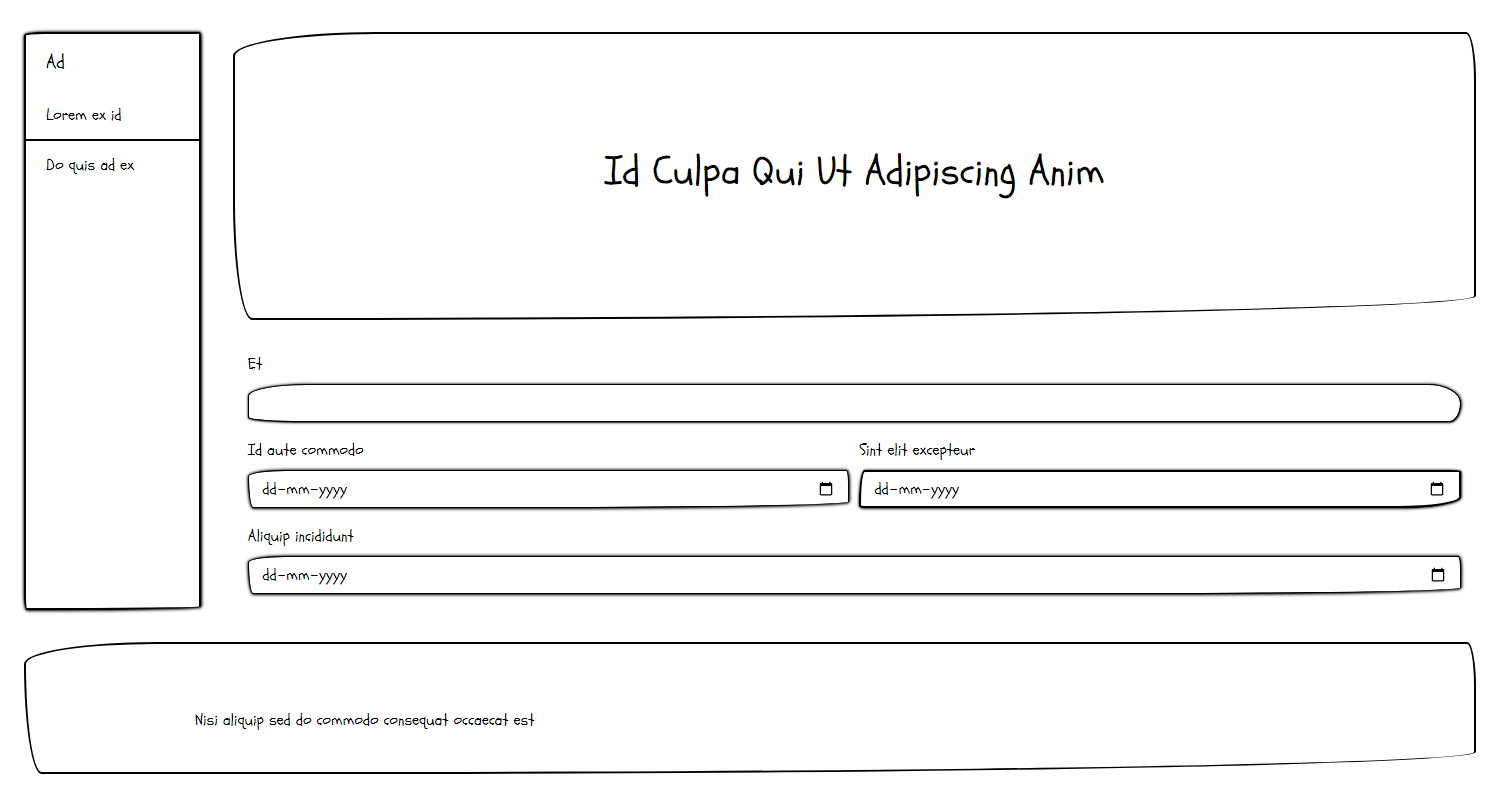 Ad
Lorem ex id
Do quis ad ex
Id Culpa Qui Ut Adipiscing Anim
Et
Id aute commodo
Sint elit excepteur
dd-mm-yyyy
dd-mm-yyyy
Aliquip incididunt
dd-mm-yyyy
Nisi aliquip sed do commodo consequat occaecat est